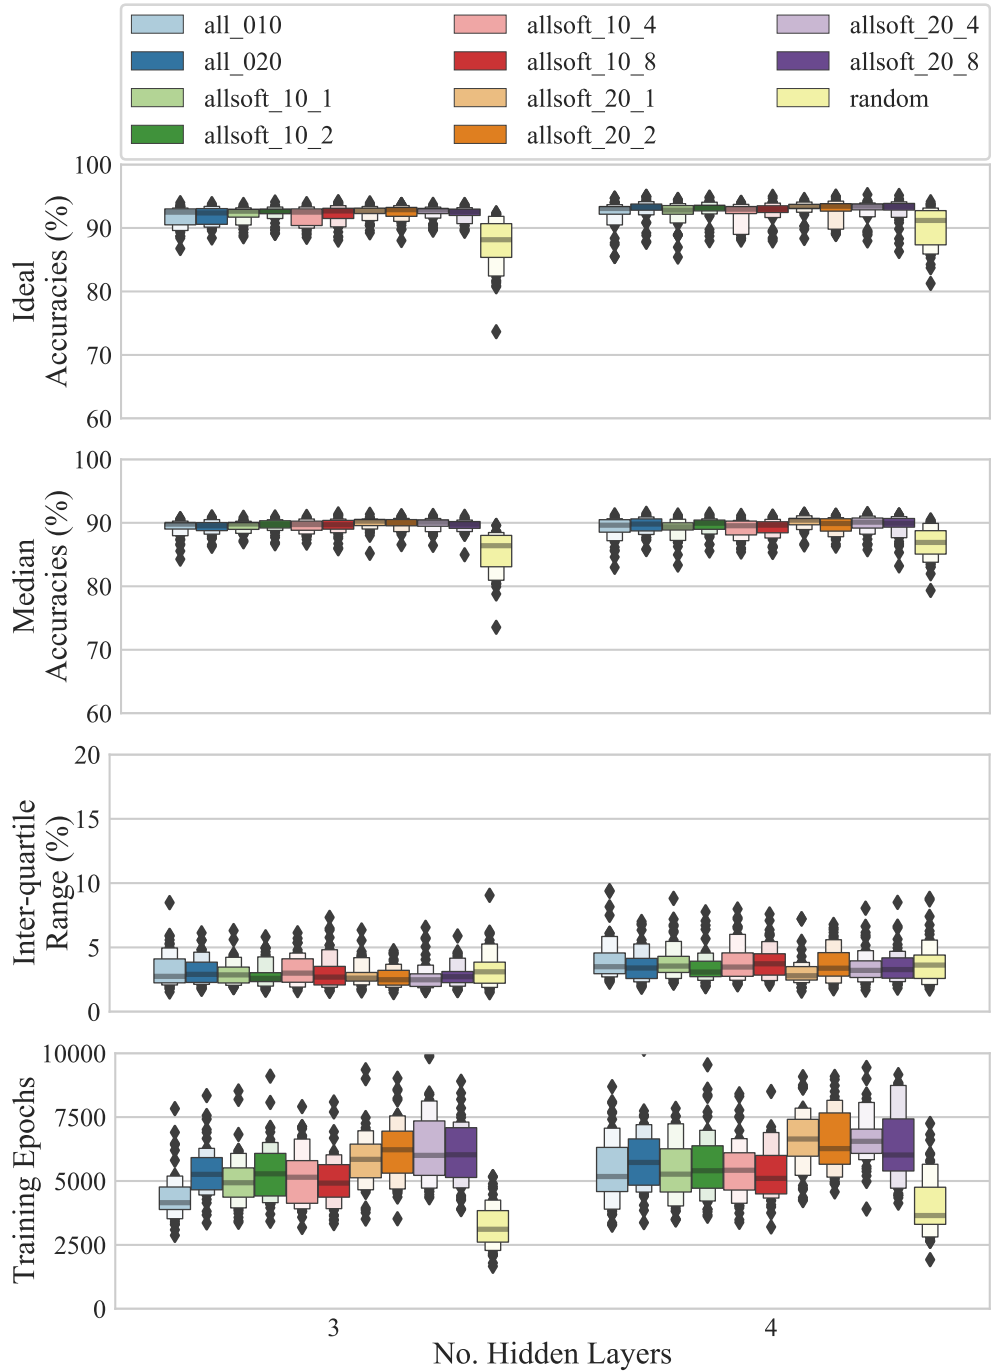 all_010
all_020
allsoft_10_1
allsoft_10_2
allsoft_10_4
allsoft_10_8
allsoft_20_1
allsoft_20_2
allsoft_20_4
allsoft_20_8
random
Ideal
Accuracies (%)
100
90
80
70
60
Median
Accuracies (%)
100
90
80
70
60
Inter-quartile
Range (%)
20
15
10
5
0
Training Epochs
10000
7500
5000
2500
0
3
4
No. Hidden Layers